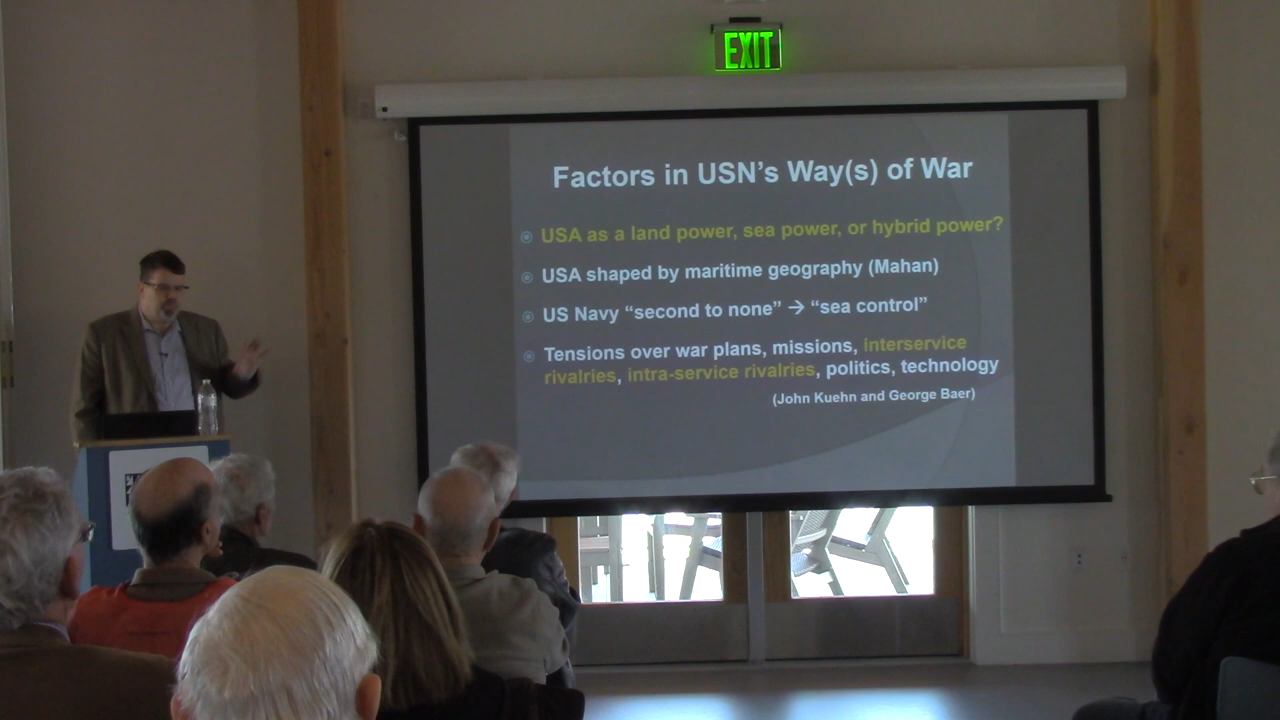 EXIT
Factors in USN's Way(s) of War
USA as a land power, sea power, or hybrid power?
USA shaped by maritime geography (Mahan)
US Navy “second to none” → “sea control”
Tensions over war plans, missions, interservice
rivalries, intra-service rivalries, politics, technology
(John Kuehn and George Baer)